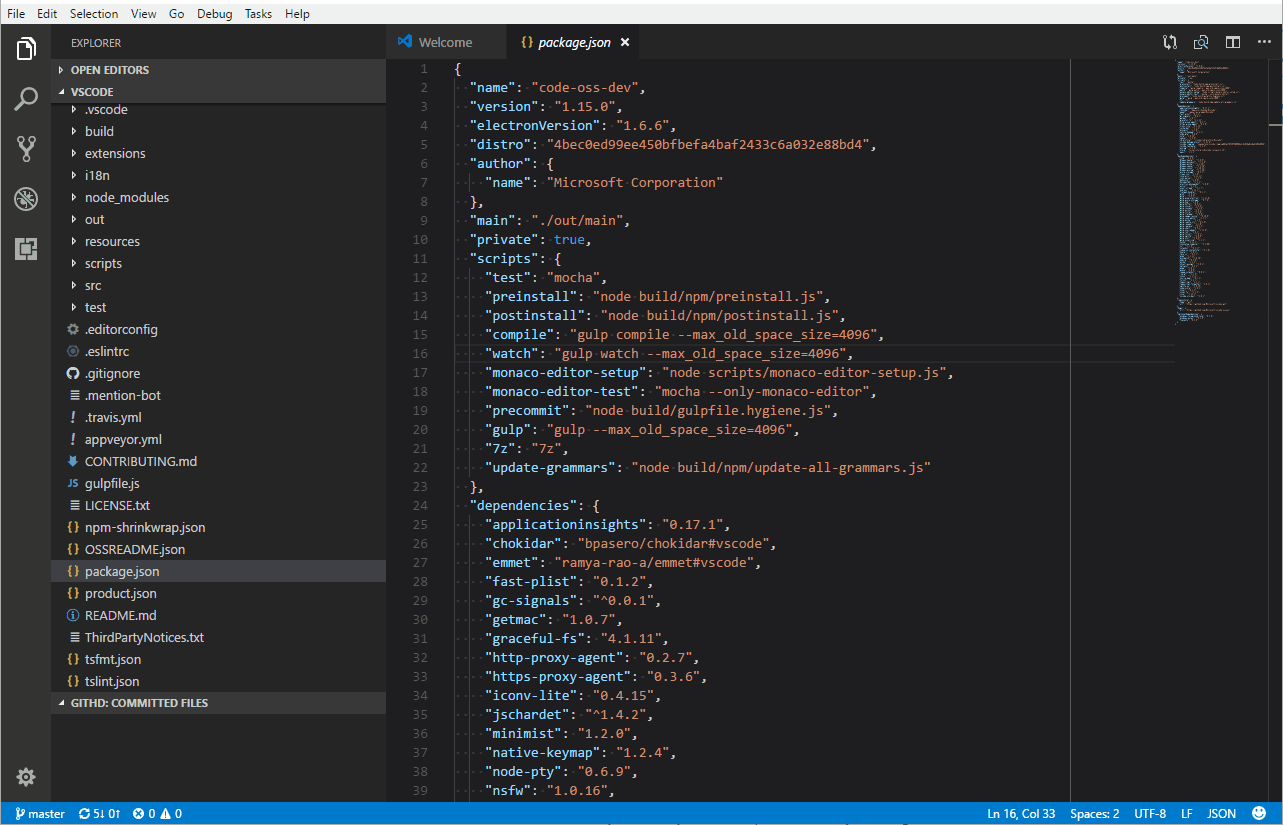 File Edit Selection View Go Debug Tasks Help
EXPLORER
OPEN EDITORS
VSCODE
.vscode
build
extensions
i18n
node_modules
out
resources
scripts
src
test
.editorconfig
.eslintrc
.gitignore
.mention-bot
! .travis.yml
! appveyor.yml
CONTRIBUTING.md
JS gulpfile.js
LICENSE.txt
{} npm-shrinkwrap.json
{} OSSREADME.json
{} package.json
{} product.json
README.md
ThirdPartyNotices.txt
{} tsfmt.json
{} tslint.json
GITHD: COMMITTED FILES
Welcome {} package.json ×
1 {
2 "name": "code-oss-dev",
3 "version": "1.15.0",
4 "electronVersion": "1.6.6",
5 "distro": "4bec0ed99ee450bfbefa4baf2433c6a032e88bd4",
6 "author": {
7 "name": "Microsoft Corporation"
8 },
9 "main": "./out/main",
10 "private": true,
11 "scripts": {
12 "test": "mocha",
13 "preinstall": "node build/npm/preinstall.js",
14 "postinstall": "node build/npm/postinstall.js",
15 "compile": "gulp compile --max_old_space_size=4096",
16 "watch": "gulp watch --max_old_space_size=4096",
17 "monaco-editor-setup": "node scripts/monaco-editor-setup.js",
18 "monaco-editor-test": "mocha --only-monaco-editor",
19 "precommit": "node build/gulpfile.hygiene.js",
20 "gulp": "gulp --max_old_space_size=4096",
21 "7z": "7z",
22 "update-grammars": "node build/npm/update-all-grammars.js"
23 },
24 "dependencies": {
25 "applicationinsights": "0.17.1",
26 "chokidar": "bpasero/chokidar#vscode",
27 "emmet": "ramya-rao-a/emmet#vscode",
28 "fast-plist": "0.1.2",
29 "gc-signals": "^0.0.1",
30 "getmac": "1.0.7",
31 "graceful-fs": "4.1.11",
32 "http-proxy-agent": "0.2.7",
33 "https-proxy-agent": "0.3.6",
34 "iconv-lite": "0.4.15",
35 "jschardet": "^1.4.2",
36 "minimist": "1.2.0",
37 "native-keymap": "1.2.4",
38 "node-pty": "0.6.9",
39 "nsfw": "1.0.16",
master 5↓ 0↑ 0 0 Ln 16, Col 33 Spaces: 2 UTF-8 LF JSON